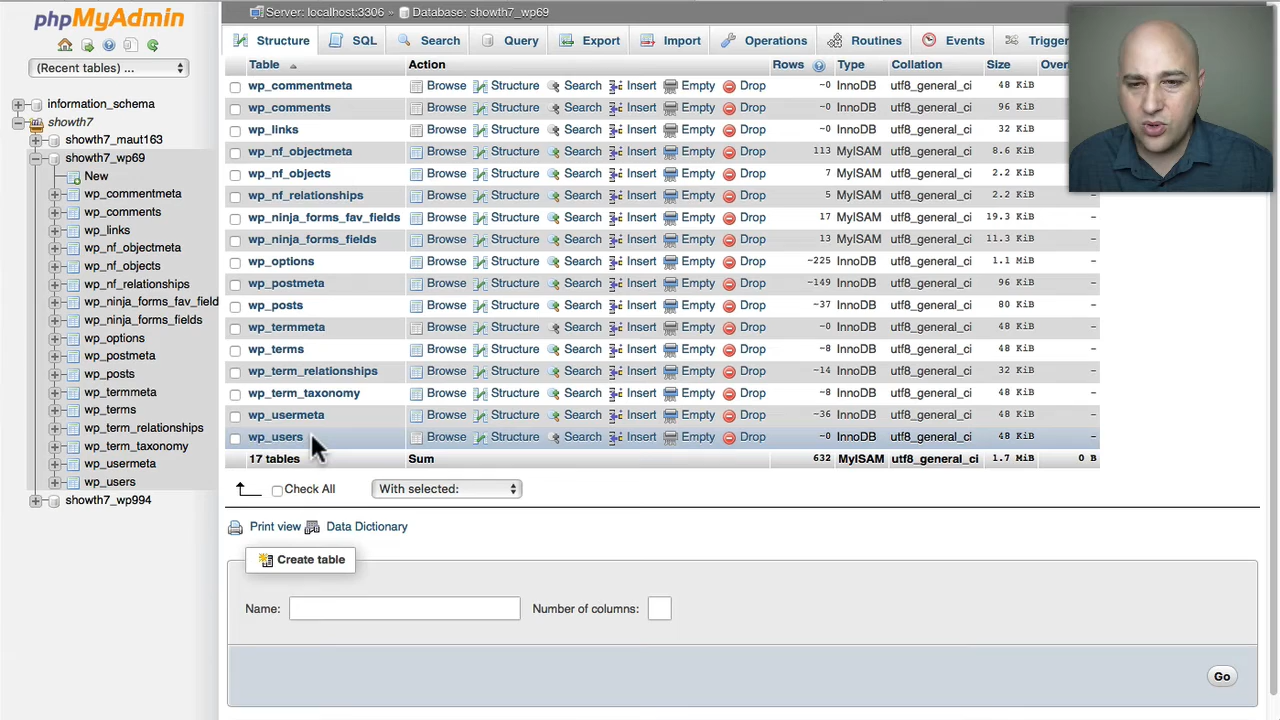 phpMyAdmin
(Recent tables) ...
information_schema
showth7
showth7_maut163
showth7_wp69
New
wp_commentmeta
wp_comments
wp_links
wp_nf_objectmeta
wp_nf_objects
wp_nf_relationships
wp_ninja_forms_fav_field
wp_ninja_forms_fields
wp_options
wp_postmeta
wp_posts
wp_termmeta
wp_terms
wp_term_relationships
wp_term_taxonomy
wp_usermeta
wp_users
showth7_wp994
Server: localhost:3306 » Database: showth7_wp69
Structure SQL Search Query Export Import Operations Routines Events Trigger
Table Action Rows Type Collation Size Over
wp_commentmeta Browse Structure Search Insert Empty Drop ~0 InnoDB utf8_general_ci 48 KiB –
wp_comments Browse Structure Search Insert Empty Drop ~0 InnoDB utf8_general_ci 96 KiB –
wp_links Browse Structure Search Insert Empty Drop ~0 InnoDB utf8_general_ci 32 KiB –
wp_nf_objectmeta Browse Structure Search Insert Empty Drop 113 MyISAM utf8_general_ci 8.6 KiB –
wp_nf_objects Browse Structure Search Insert Empty Drop 7 MyISAM utf8_general_ci 2.2 KiB –
wp_nf_relationships Browse Structure Search Insert Empty Drop 5 MyISAM utf8_general_ci 2.2 KiB –
wp_ninja_forms_fav_fields Browse Structure Search Insert Empty Drop 17 MyISAM utf8_general_ci 19.3 KiB –
wp_ninja_forms_fields Browse Structure Search Insert Empty Drop 13 MyISAM utf8_general_ci 11.3 KiB –
wp_options Browse Structure Search Insert Empty Drop ~225 InnoDB utf8_general_ci 1.1 MiB –
wp_postmeta Browse Structure Search Insert Empty Drop ~149 InnoDB utf8_general_ci 96 KiB –
wp_posts Browse Structure Search Insert Empty Drop ~37 InnoDB utf8_general_ci 80 KiB –
wp_termmeta Browse Structure Search Insert Empty Drop ~0 InnoDB utf8_general_ci 48 KiB –
wp_terms Browse Structure Search Insert Empty Drop ~8 InnoDB utf8_general_ci 48 KiB –
wp_term_relationships Browse Structure Search Insert Empty Drop ~14 InnoDB utf8_general_ci 32 KiB –
wp_term_taxonomy Browse Structure Search Insert Empty Drop ~8 InnoDB utf8_general_ci 48 KiB –
wp_usermeta Browse Structure Search Insert Empty Drop ~36 InnoDB utf8_general_ci 48 KiB –
wp_users Browse Structure Search Insert Empty Drop ~0 InnoDB utf8_general_ci 48 KiB –
17 tables Sum 632 MyISAM utf8_general_ci 1.7 MiB 0 B
Check All With selected:
Print view Data Dictionary
Create table
Name: Number of columns:
Go